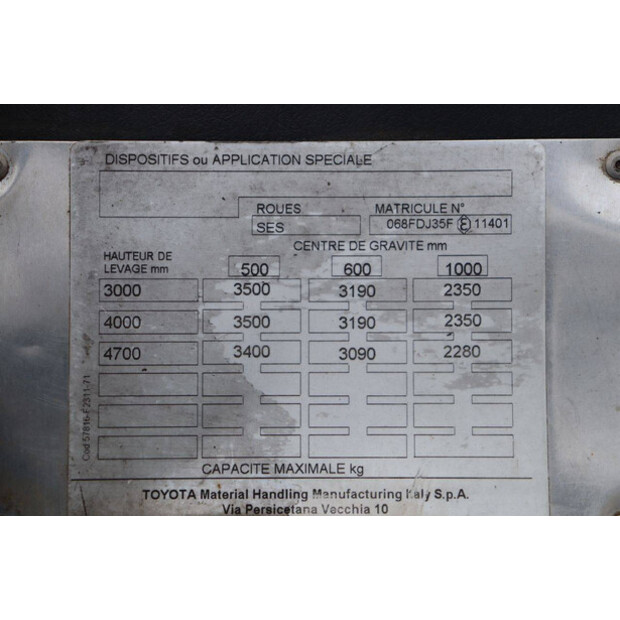 DISPOSITIFS ou APPLICATION SPECIALE
ROUES MATRICULE N°
SES 068FDJ35F E 11401
CENTRE DE GRAVITE mm
HAUTEUR DE
LEVAGE mm 500 600 1000
3000 3500 3190 2350
4000 3500 3190 2350
4700 3400 3090 2280
CAPACITE MAXIMALE kg
TOYOTA Material Handling Manufacturing Italy S.p.A.
Via Persicetana Vecchia 10